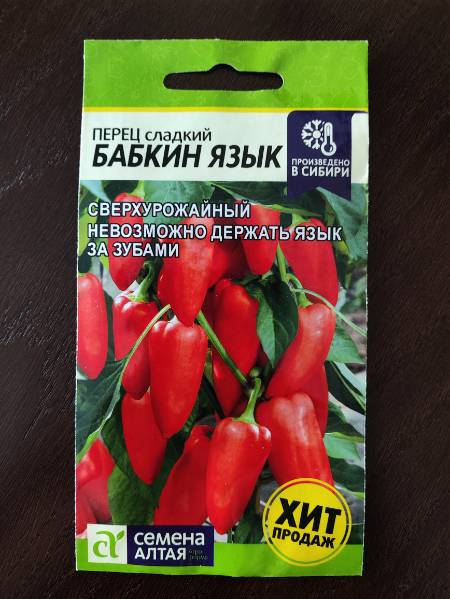 ПЕРЕЦ сладкий
БАБКИН ЯЗЫК
ПРОИЗВЕДЕНО
В СИБИРИ
СВЕРХУРОЖАЙНЫЙ
НЕВОЗМОЖНО ДЕРЖАТЬ ЯЗЫК
ЗА ЗУБАМИ
ХИТ
ПРОДАЖ
СЕМЕНА
АЛТАЯ